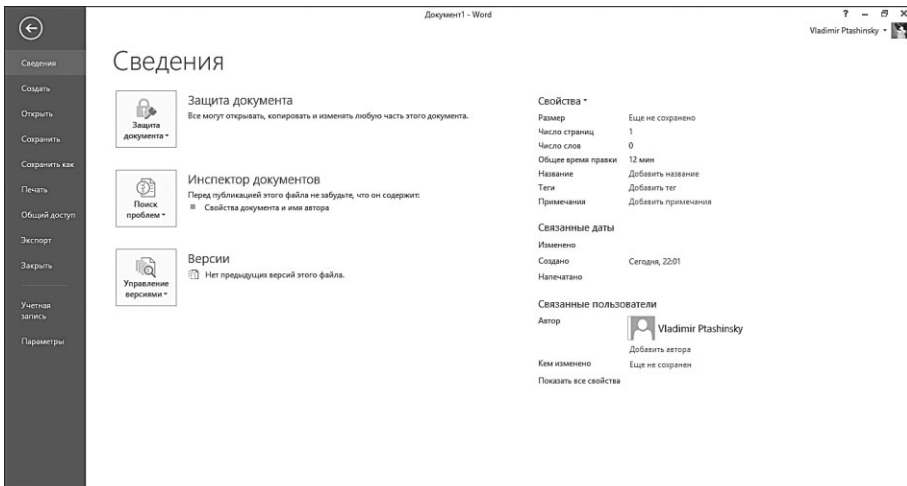 Документ1 - Word
? – X
Vladimir Ptashinsky
Сведения
Создать
Открыть
Сохранить
Сохранить как
Печать
Общий доступ
Экспорт
Закрыть
Учетная
запись
Параметры
Сведения
Защита
документа
Защита документа
Все могут открывать, копировать и изменять любую часть этого документа.
Поиск
проблем
Инспектор документов
Перед публикацией этого файла не забудьте, что он содержит:
Свойства документа и имя автора
Управление
версиями
Версии
Нет предыдущих версий этого файла.
Свойства
Размер Еще не сохранено
Число страниц 1
Число слов 0
Общее время правки 12 мин
Название Добавить название
Теги Добавить тег
Примечания Добавить примечания
Связанные даты
Изменено
Создано Сегодня, 22:01
Напечатано
Связанные пользователи
Автор Vladimir Ptashinsky
Добавить автора
Кем изменено Еще не сохранен
Показать все свойства